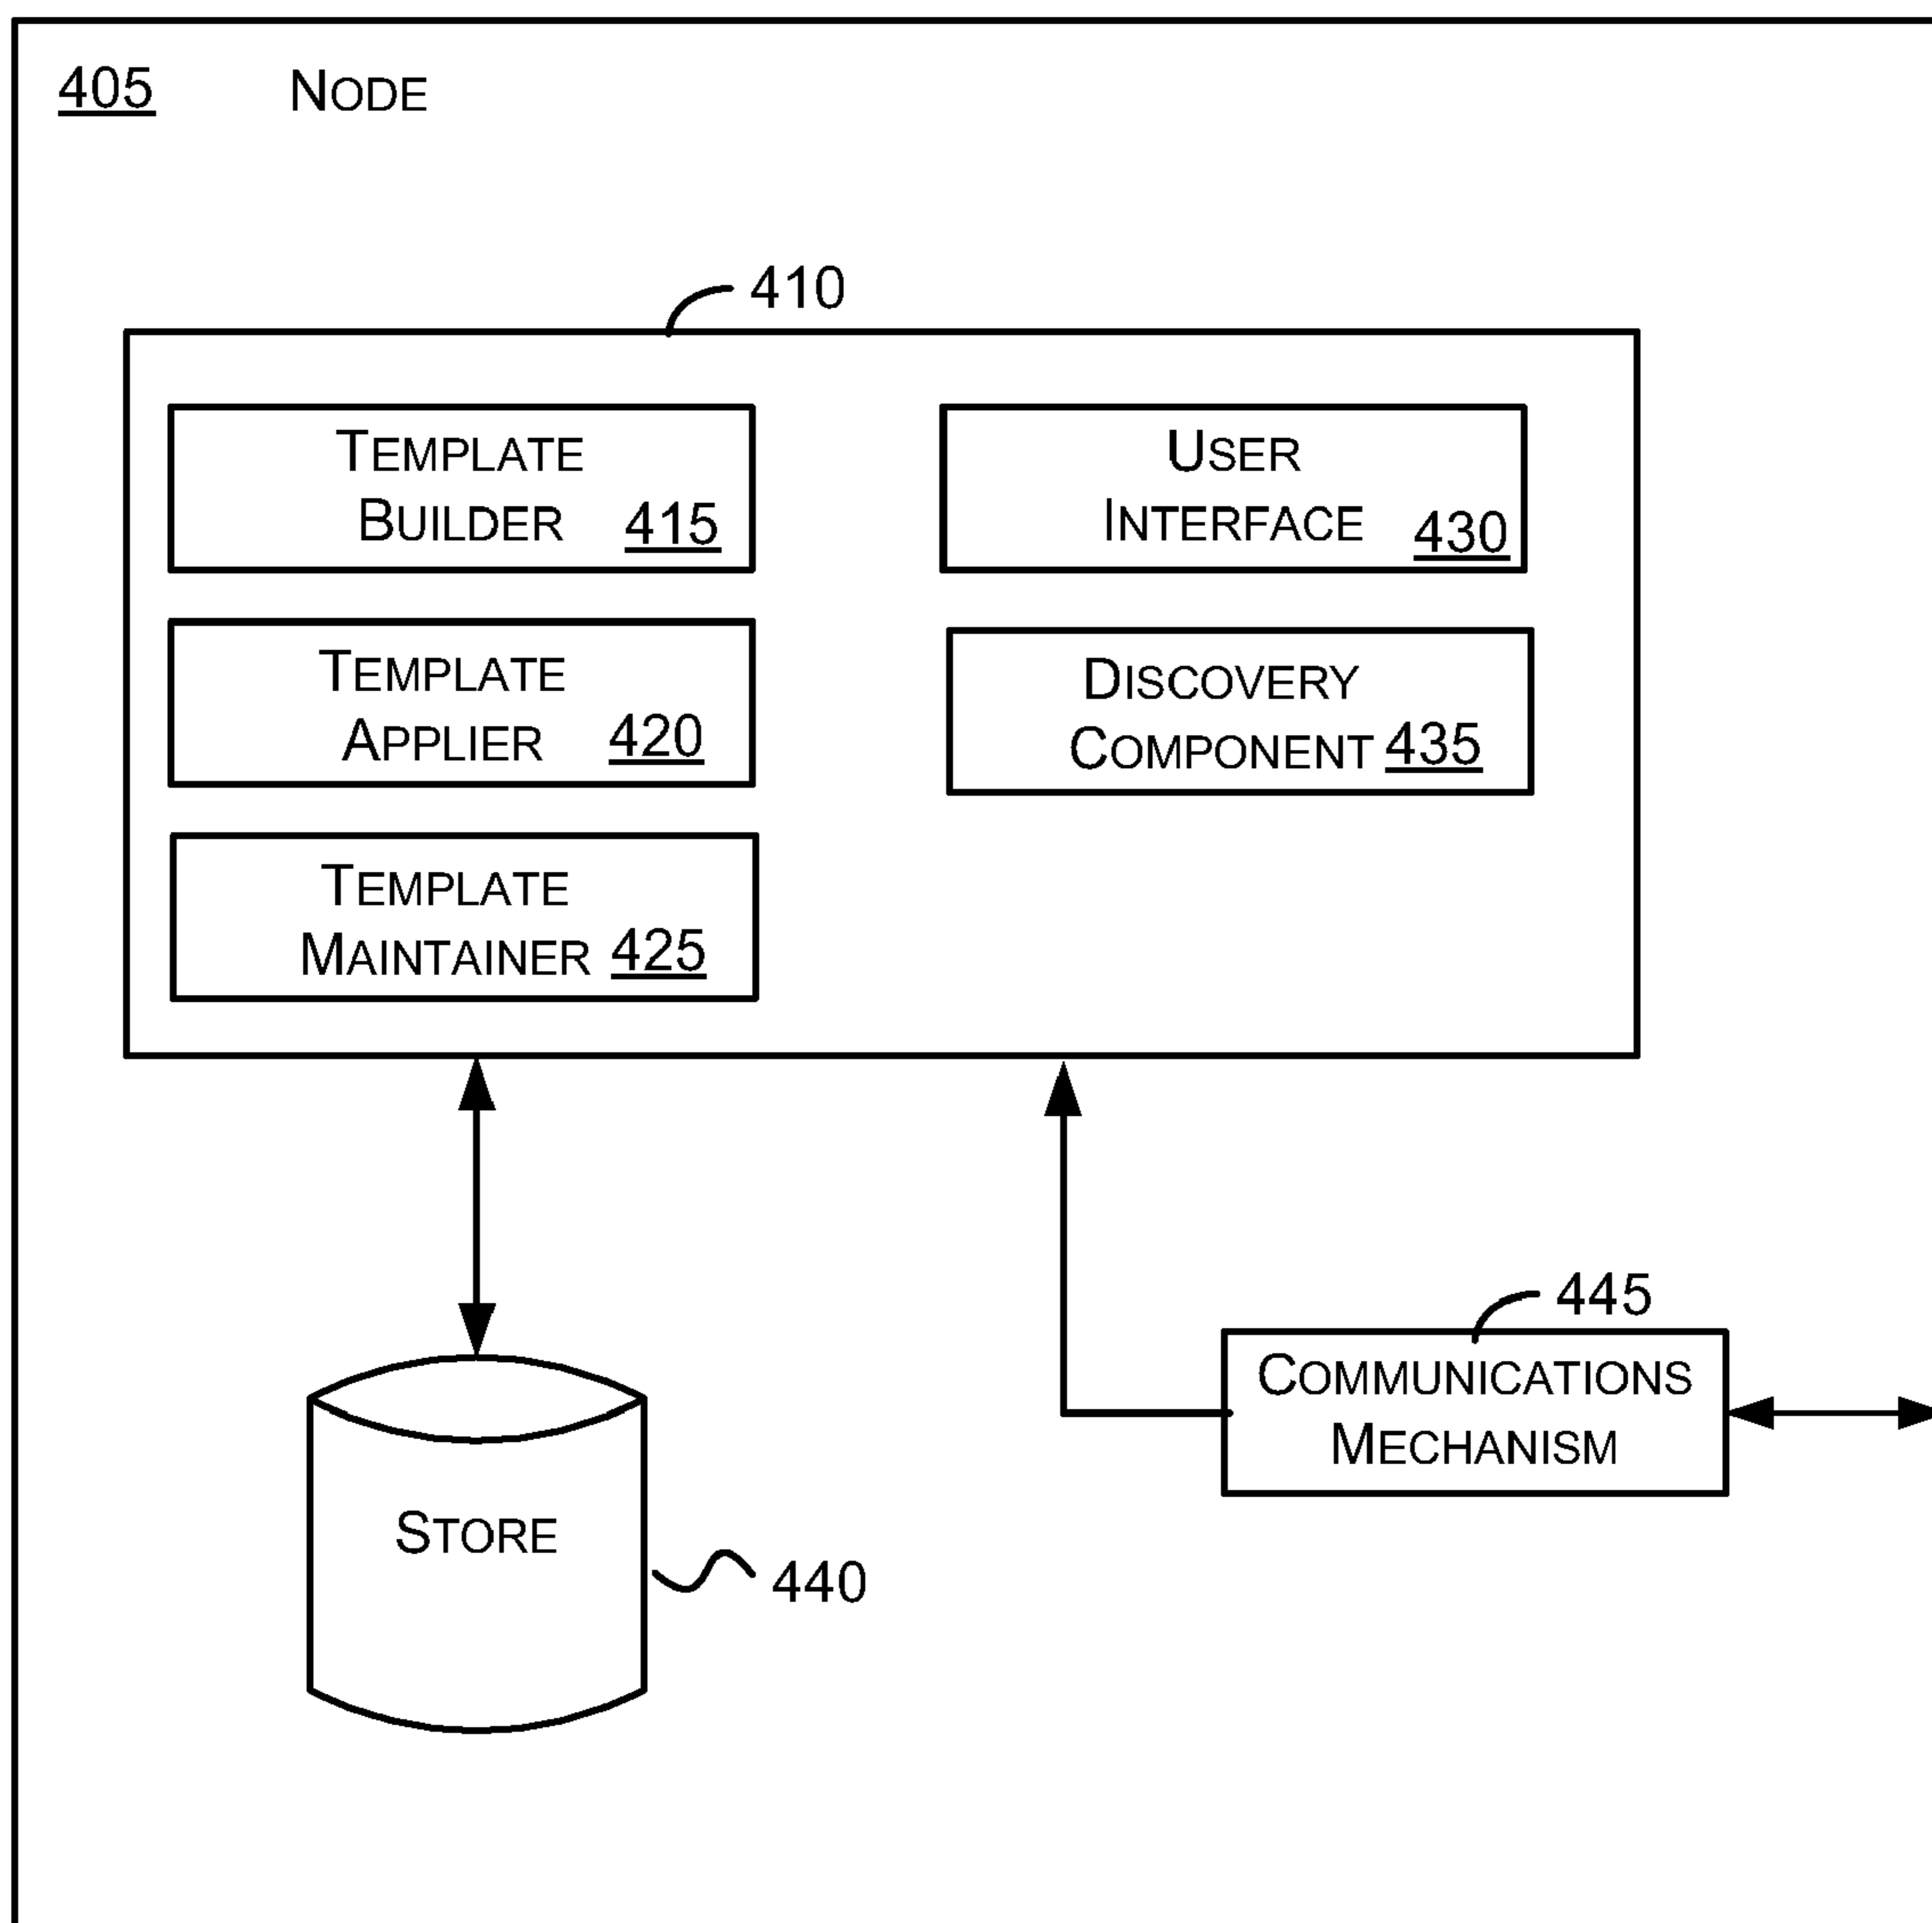 405 NODE
410
TEMPLATE
BUILDER 415
USER
INTERFACE 430
TEMPLATE
APPLIER 420
DISCOVERY
COMPONENT 435
TEMPLATE
MAINTAINER 425
445
COMMUNICATIONS
MECHANISM
STORE
440